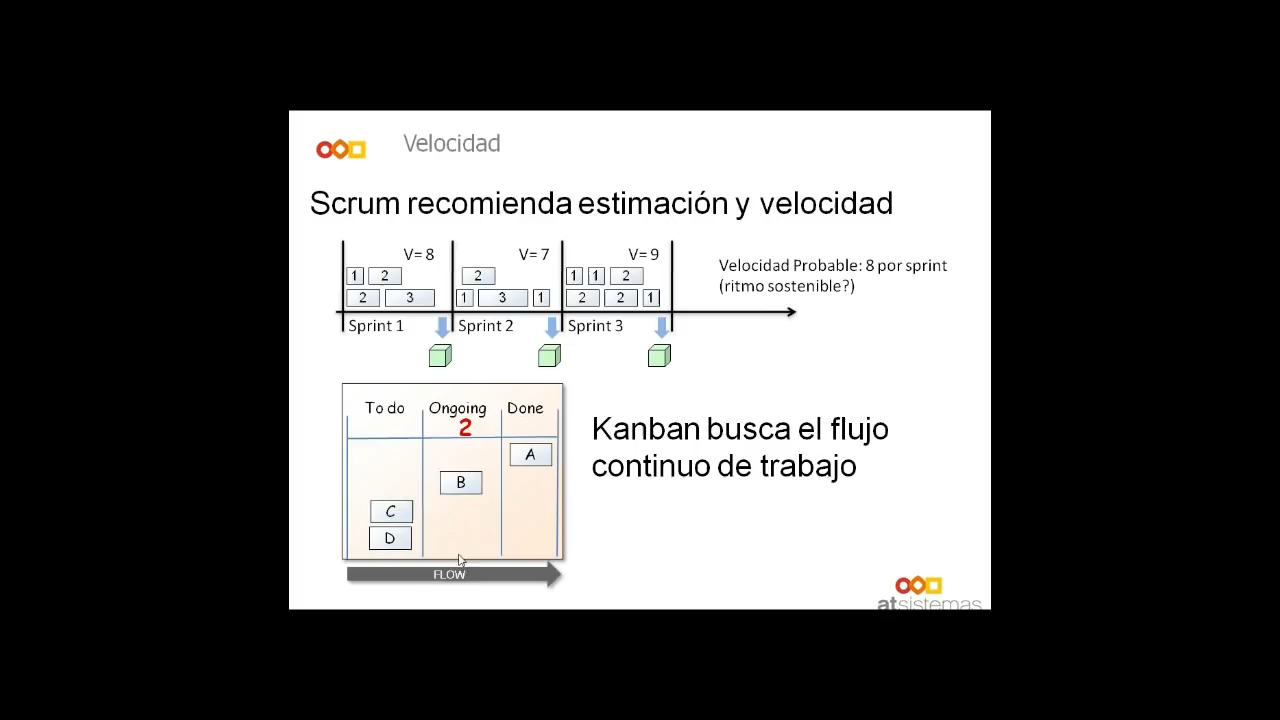 Velocidad
Scrum recomienda estimación y velocidad
V= 8
V= 7
V= 9
1 2
2
1 1 2
2 3
1 3 1
2 2 1
Velocidad Probable: 8 por sprint
(ritmo sostenible?)
Sprint 1
Sprint 2
Sprint 3
To do
Ongoing
Done
2
A
B
C
D
FLOW
Kanban busca el flujo
continuo de trabajo
atsistemas